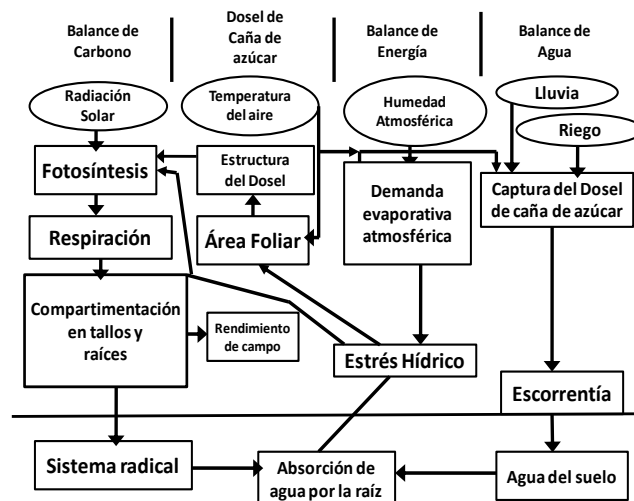 Balance de
Carbono
Dosel de
Caña de
azúcar
Balance de
Energía
Balance de
Agua
Radiación
Solar
Temperatura
del aire
Humedad
Atmosférica
Lluvia
Riego
Fotosíntesis
Estructura
del Dosel
Demanda
evaporativa
atmosférica
Captura del Dosel
de caña de azúcar
Respiración
Área Foliar
Compartimentación
en tallos y
raíces
Rendimiento
de campo
Estrés Hídrico
Escorrentía
Sistema radical
Absorción de
agua por la raíz
Agua del suelo